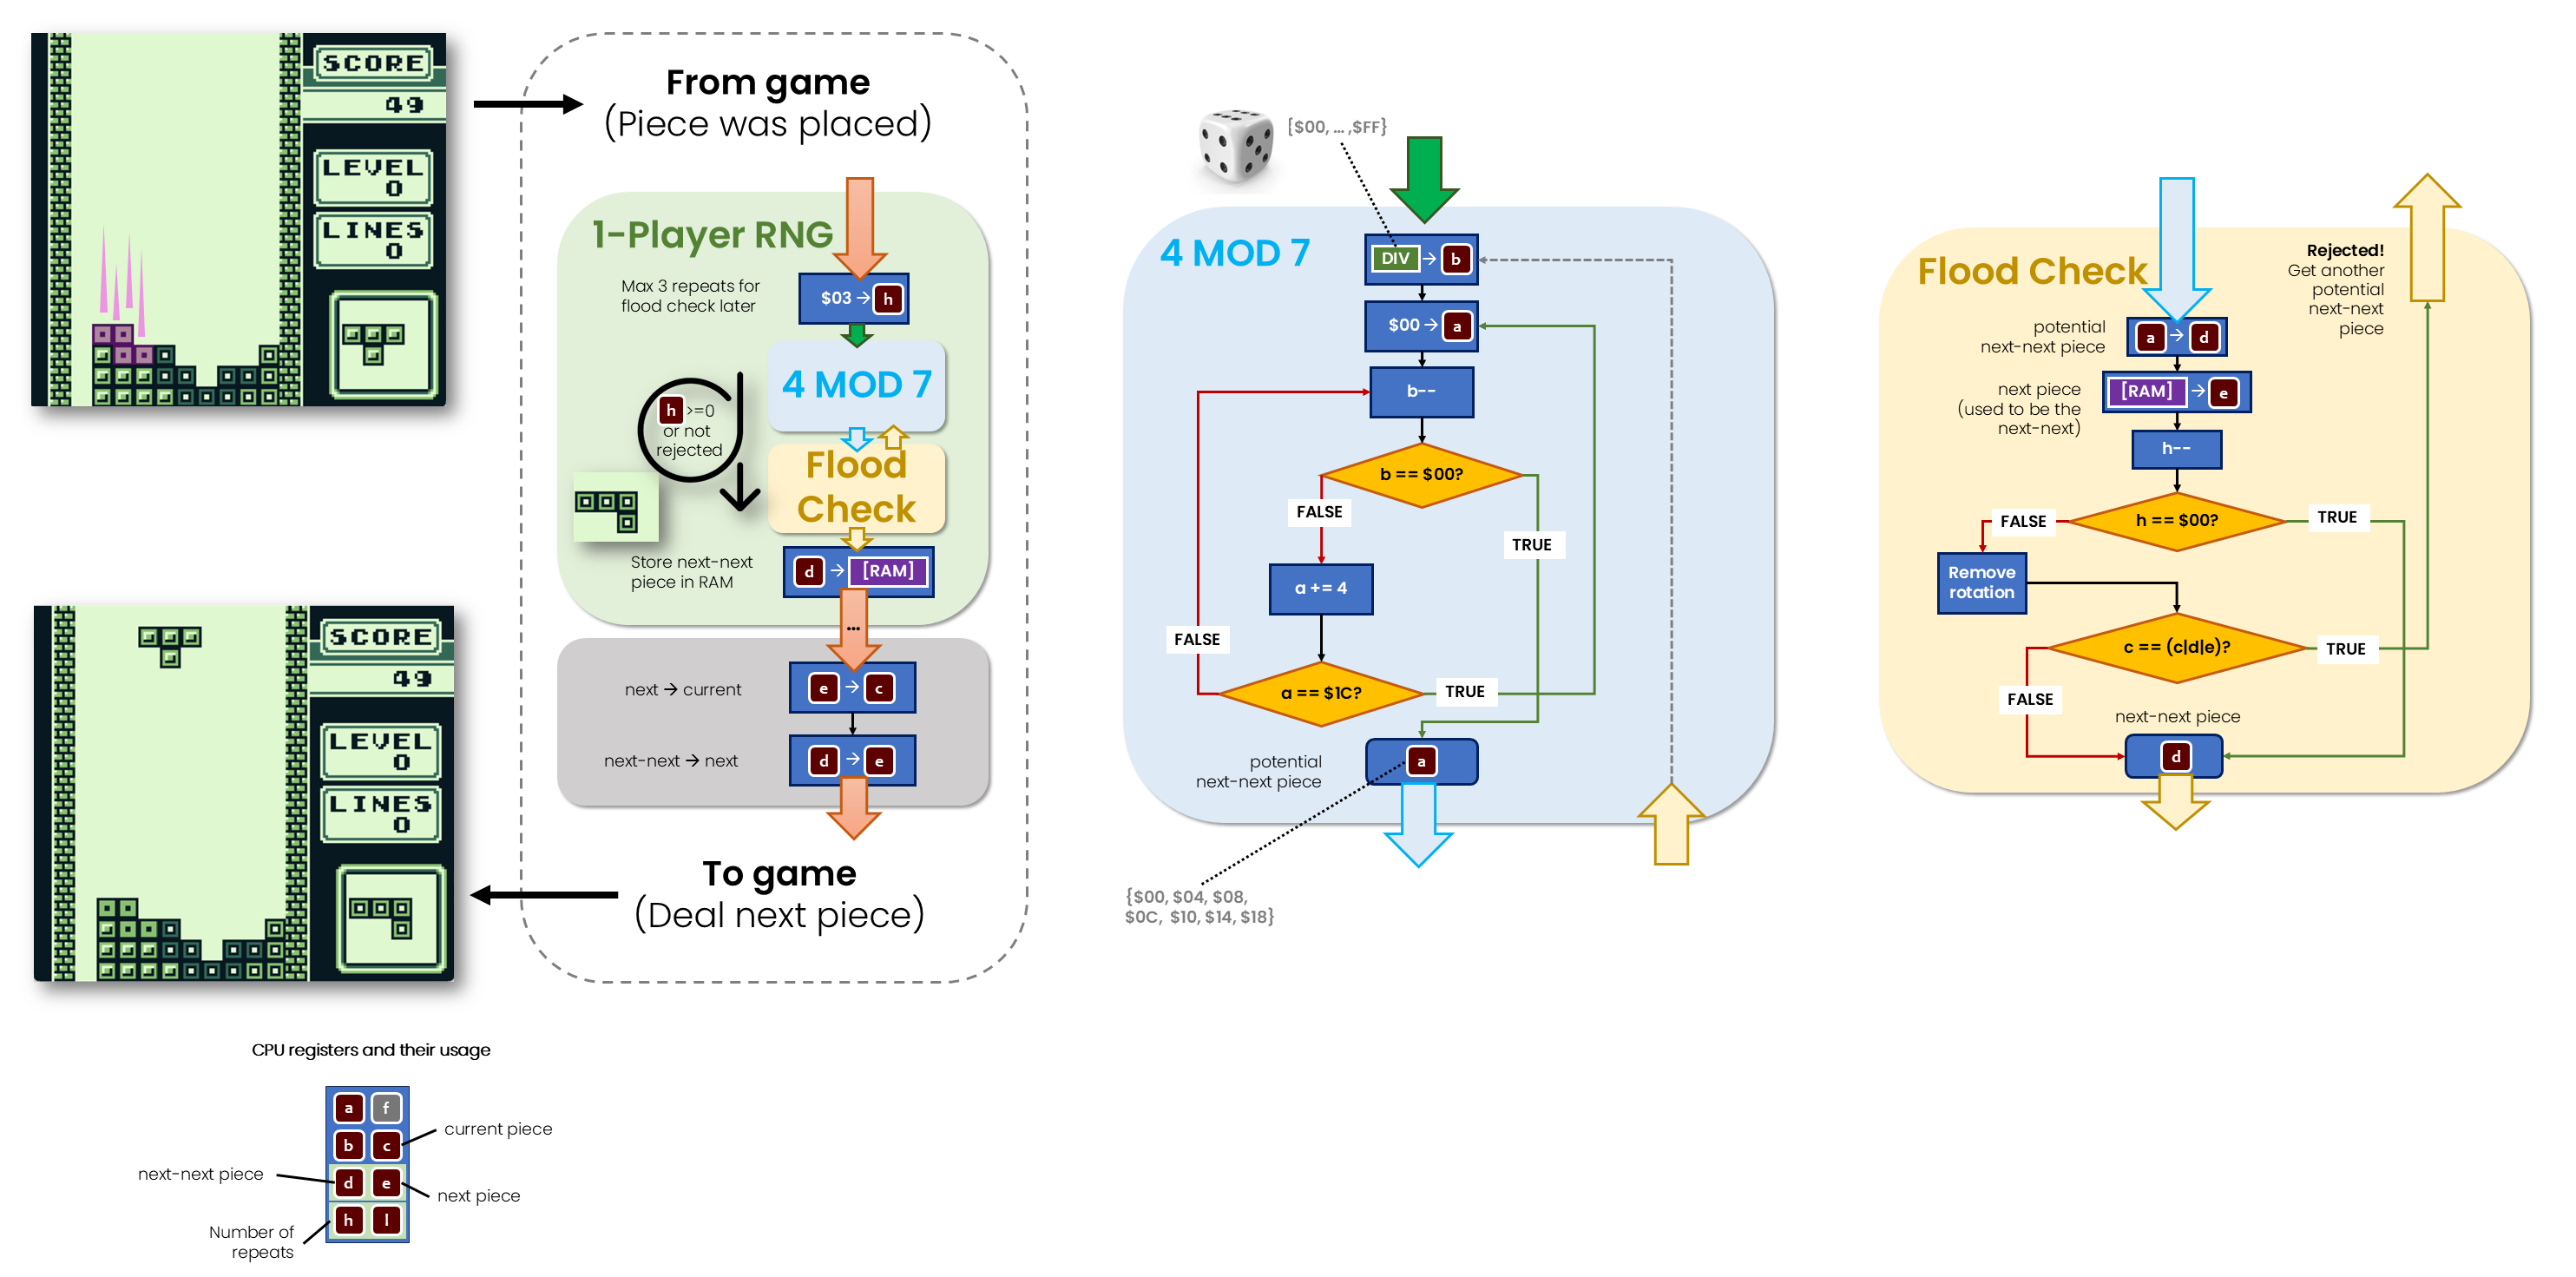 SCORE
49
LEVEL
0
LINES
0
SCORE
49
LEVEL
0
LINES
0
From game
(Piece was placed)
1-Player RNG
Max 3 repeats for
flood check later
$03 → h
4 MOD 7
h >=0
or not
rejected
Flood
Check
Store next-next
piece in RAM
d → [RAM]
...
next → current
e → c
next-next → next
d → e
To game
(Deal next piece)
CPU registers and their usage
a f
b c
d e
h l
current piece
next-next piece
next piece
Number of
repeats
{$00, ... ,$FF}
4 MOD 7
DIV → b
$00 → a
b--
b == $00?
FALSE
TRUE
a += 4
FALSE
a == $1C?
TRUE
potential
next-next piece
a
{$00, $04, $08,
$0C, $10, $14, $18}
Flood Check
Rejected!
Get another
potential
next-next
piece
potential
next-next piece
a → d
next piece
(used to be the
next-next)
[RAM] → e
h--
h == $00?
FALSE
TRUE
Remove
rotation
c == (c|d|e)?
TRUE
FALSE
next-next piece
d